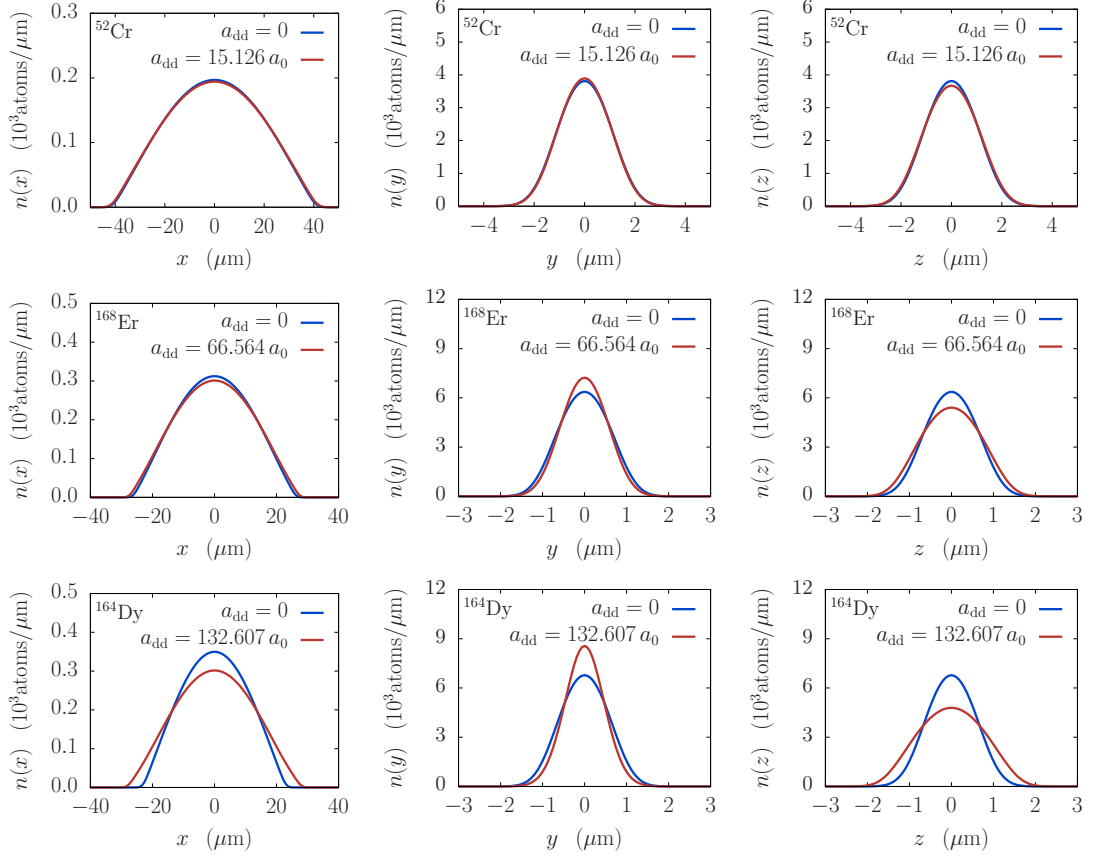 ⁵²Cr
a_dd = 0
a_dd = 15.126 a₀
n(x) (10³atoms/μm)
0.3
0.2
0.1
0.0
−40 −20 0 20 40
x (μm)
⁵²Cr
a_dd = 0
a_dd = 15.126 a₀
n(y) (10³atoms/μm)
6
5
4
3
2
1
0
−4 −2 0 2 4
y (μm)
⁵²Cr
a_dd = 0
a_dd = 15.126 a₀
n(z) (10³atoms/μm)
6
5
4
3
2
1
0
−4 −2 0 2 4
z (μm)
¹⁶⁸Er
a_dd = 0
a_dd = 66.564 a₀
n(x) (10³atoms/μm)
0.5
0.4
0.3
0.2
0.1
0.0
−40 −20 0 20 40
x (μm)
¹⁶⁸Er
a_dd = 0
a_dd = 66.564 a₀
n(y) (10³atoms/μm)
12
9
6
3
0
−3 −2 −1 0 1 2 3
y (μm)
¹⁶⁸Er
a_dd = 0
a_dd = 66.564 a₀
n(z) (10³atoms/μm)
12
9
6
3
0
−3 −2 −1 0 1 2 3
z (μm)
¹⁶⁴Dy
a_dd = 0
a_dd = 132.607 a₀
n(x) (10³atoms/μm)
0.5
0.4
0.3
0.2
0.1
0.0
−40 −20 0 20 40
x (μm)
¹⁶⁴Dy
a_dd = 0
a_dd = 132.607 a₀
n(y) (10³atoms/μm)
12
9
6
3
0
−3 −2 −1 0 1 2 3
y (μm)
¹⁶⁴Dy
a_dd = 0
a_dd = 132.607 a₀
n(z) (10³atoms/μm)
12
9
6
3
0
−3 −2 −1 0 1 2 3
z (μm)